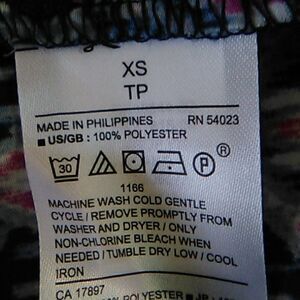 XS
TP
MADE IN PHILIPPINES RN 54023
■ US/GB : 100% POLYESTER
30 P ®
1166
MACHINE WASH COLD GENTLE
CYCLE / REMOVE PROMPTLY FROM
WASHER AND DRYER / ONLY
NON-CHLORINE BLEACH WHEN
NEEDED / TUMBLE DRY LOW / COOL
IRON
CA 17897
POLYESTER ■